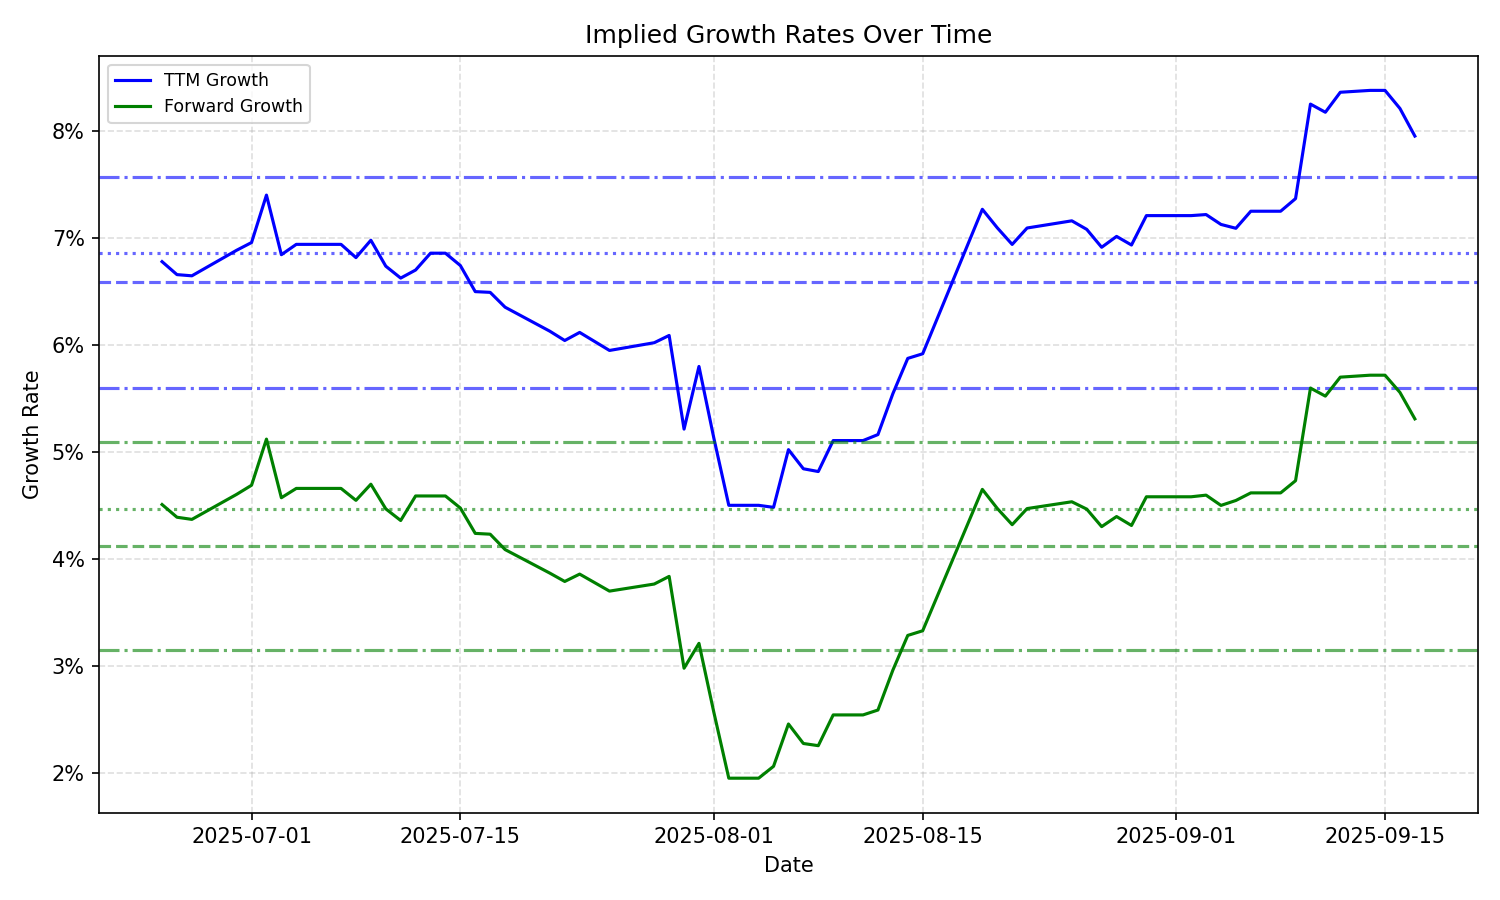 Implied Growth Rates Over Time
TTM Growth
Forward Growth
8%
7%
6%
5%
4%
3%
2%
Growth Rate
2025-07-01
2025-07-15
2025-08-01
2025-08-15
2025-09-01
2025-09-15
Date